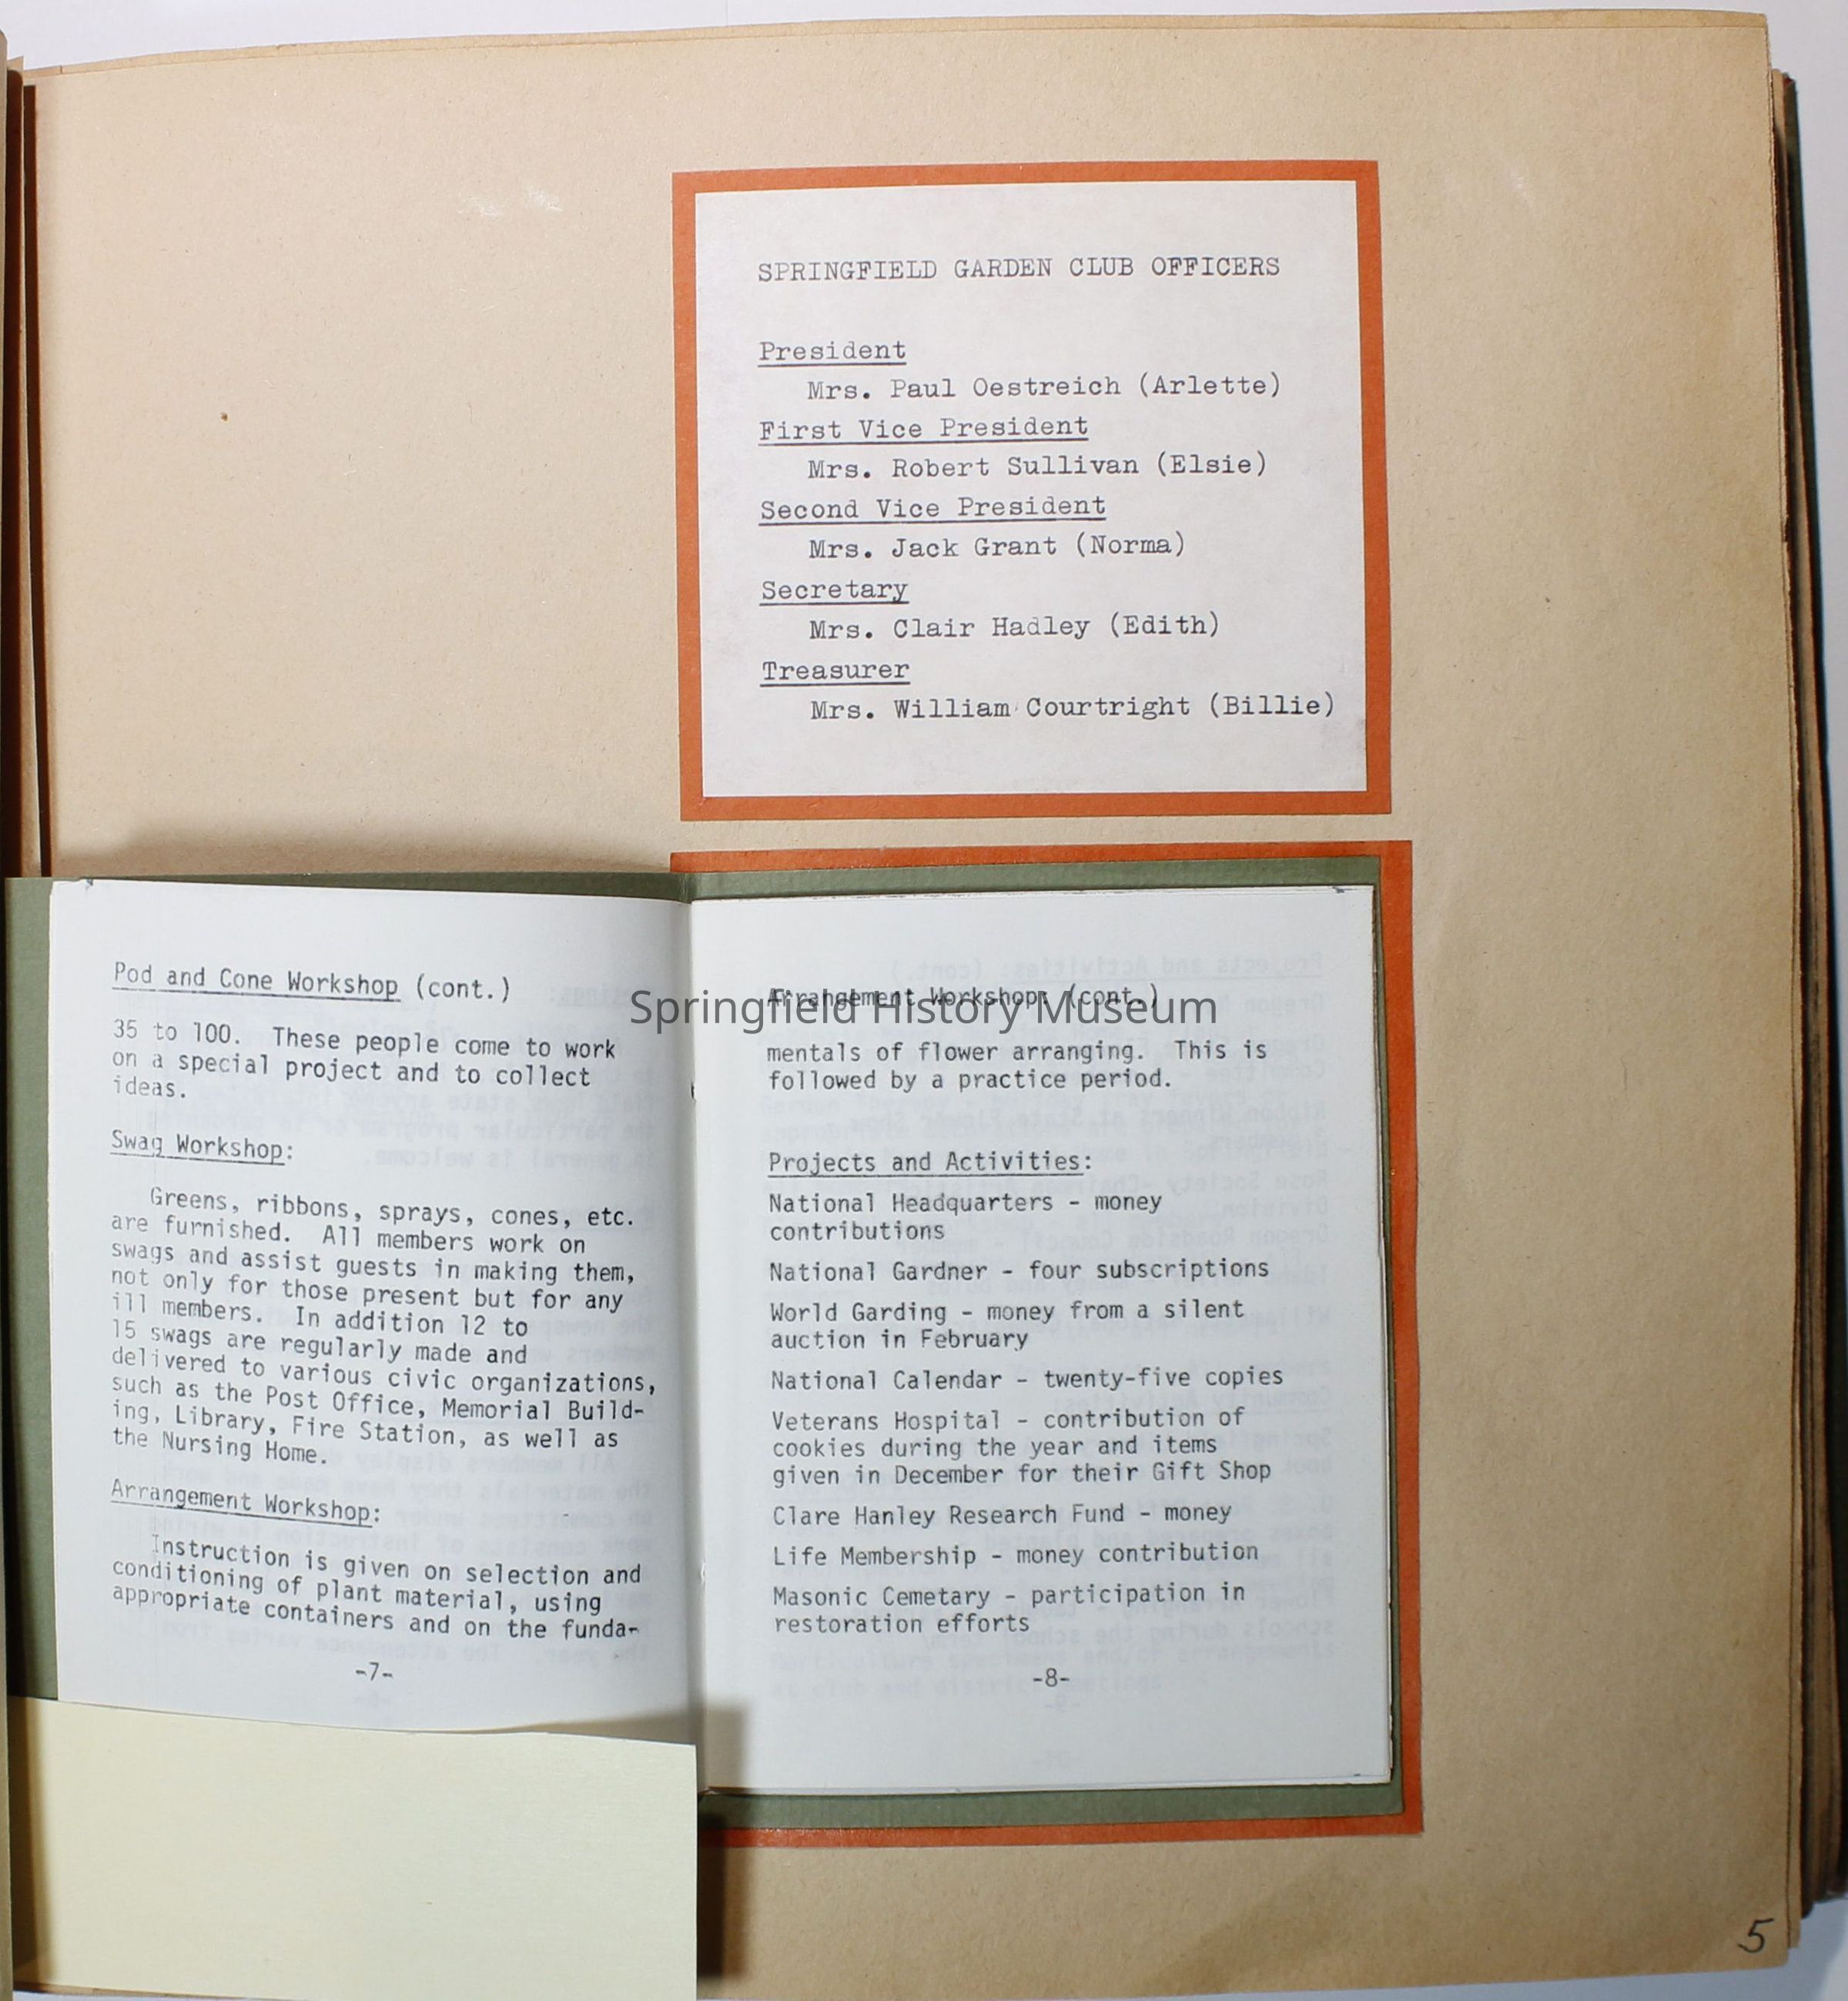 SPRINGFIELD GARDEN CLUB OFFICERS
President
Mrs. Paul Oestreich (Arlette)
First Vice President
Mrs. Robert Sullivan (Elsie)
Second Vice President
Mrs. Jack Grant (Norma)
Secretary
Mrs. Clair Hadley (Edith)
Treasurer
Mrs. William Courtright (Billie)
Pod and Cone Workshop (cont.)
35 to 100. These people come to work
on a special project and to collect
ideas.
Swag Workshop:
Greens, ribbons, sprays, cones, etc.
are furnished. All members work on
swags and assist guests in making them,
not only for those present but for any
ill members. In addition 12 to
15 swags are regularly made and
delivered to various civic organizations,
such as the Post Office, Memorial Build-
ing, Library, Fire Station, as well as
the Nursing Home.
Arrangement Workshop:
Instruction is given on selection and
conditioning of plant material, using
appropriate containers and on the funda-
-7-
Springfield History Museum
Arrangement Workshop: (cont.)
mentals of flower arranging. This is
followed by a practice period.
Projects and Activities:
National Headquarters - money
contributions
National Gardner - four subscriptions
World Garding - money from a silent
auction in February
National Calendar - twenty-five copies
Veterans Hospital - contribution of
cookies during the year and items
given in December for their Gift Shop
Clare Hanley Research Fund - money
Life Membership - money contribution
Masonic Cemetary - participation in
restoration efforts
-8-
5